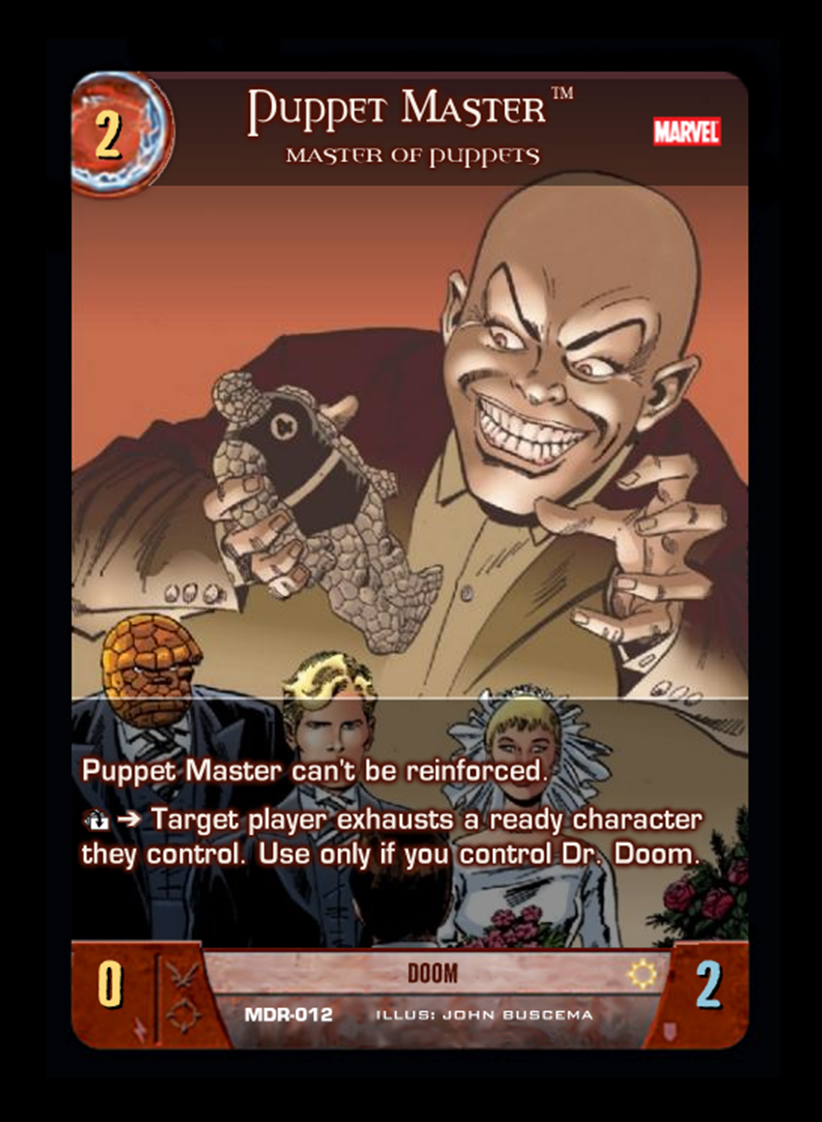 2
Puppet Master™
Master of Puppets
MARVEL
4
Puppet Master can't be reinforced.
➔ Target player exhausts a ready character
they control. Use only if you control Dr. Doom.
0
DOOM
2
MDR-012 ILLUS: JOHN BUSCEMA